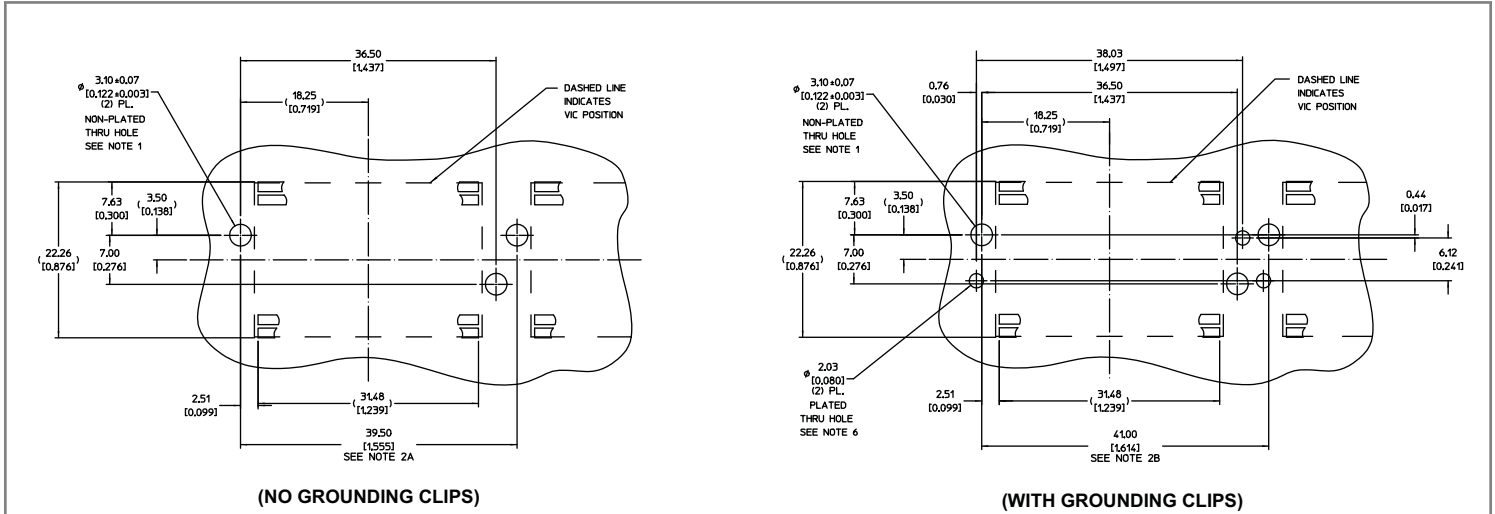 36.50
[1.437]
⌀ 3.10±0.07
[0.122±0.003]
(2) PL.
NON-PLATED
THRU HOLE
SEE NOTE 1
(18.25)
[0.719]
DASHED LINE
INDICATES
VIC POSITION
7.63
[0.300]
(3.50)
[0.138]
(22.26)
[0.876]
7.00
[0.276]
2.51
[0.099]
(31.48)
[1.239]
39.50
[1.555]
SEE NOTE 2A
(NO GROUNDING CLIPS)
38.03
[1.497]
⌀ 3.10±0.07
[0.122±0.003]
(2) PL.
NON-PLATED
THRU HOLE
SEE NOTE 1
0.76
[0.030]
36.50
[1.437]
(18.25)
[0.719]
DASHED LINE
INDICATES
VIC POSITION
7.63
[0.300]
(3.50)
[0.138]
0.44
[0.017]
(22.26)
[0.876]
7.00
[0.276]
6.12
[0.241]
⌀ 2.03
[0.080]
(2) PL.
PLATED
THRU HOLE
SEE NOTE 6
2.51
[0.099]
(31.48)
[1.239]
41.00
[1.614]
SEE NOTE 2B
(WITH GROUNDING CLIPS)